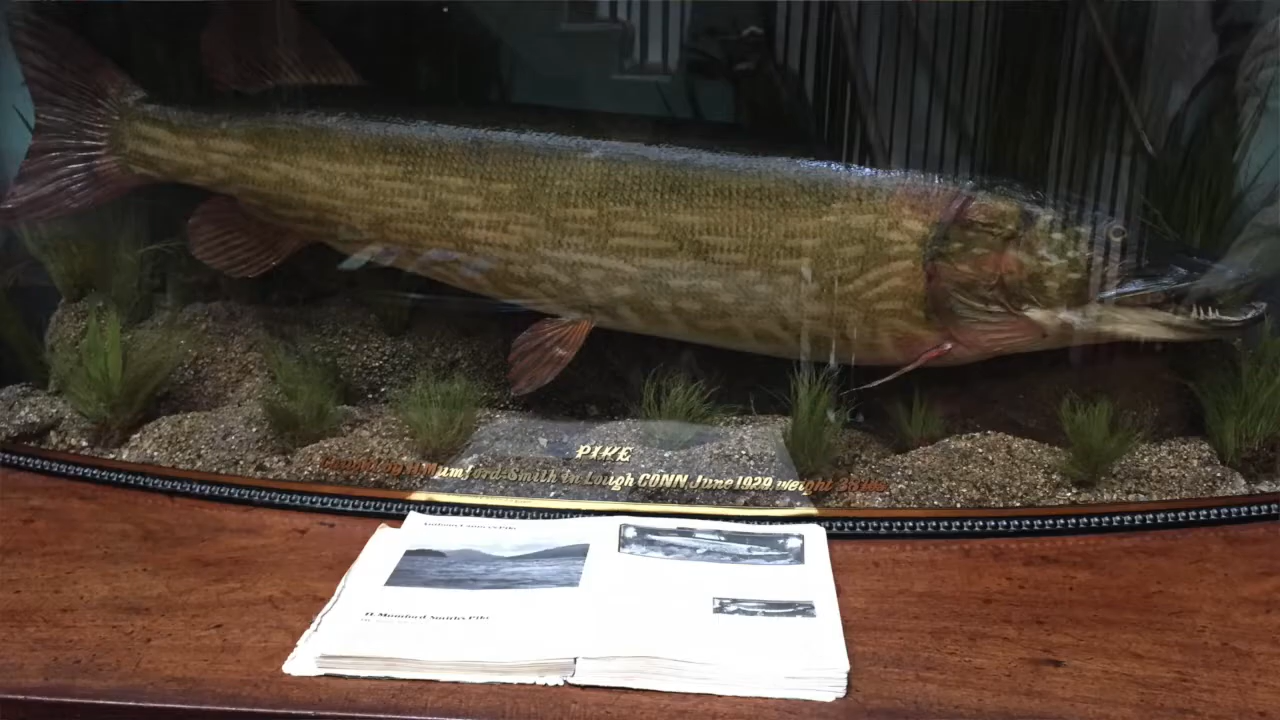 PIKE
Caught by H. Mumford-Smith in Lough CONN, June 1929, weight
H. Mumford Smith's Pike